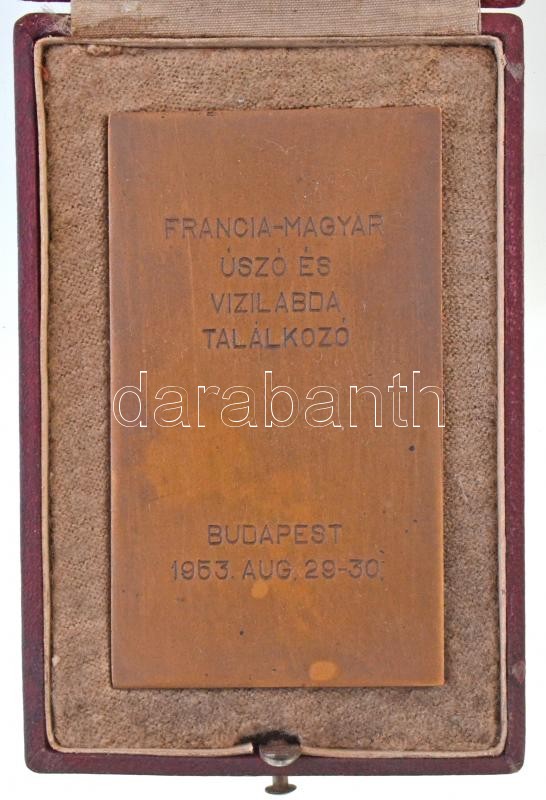 FRANCIA-MAGYAR
ÚSZÓ ÉS
VIZILABDA
TALÁLKOZÓ
darabanth
BUDAPEST
1953. AUG. 29-30.